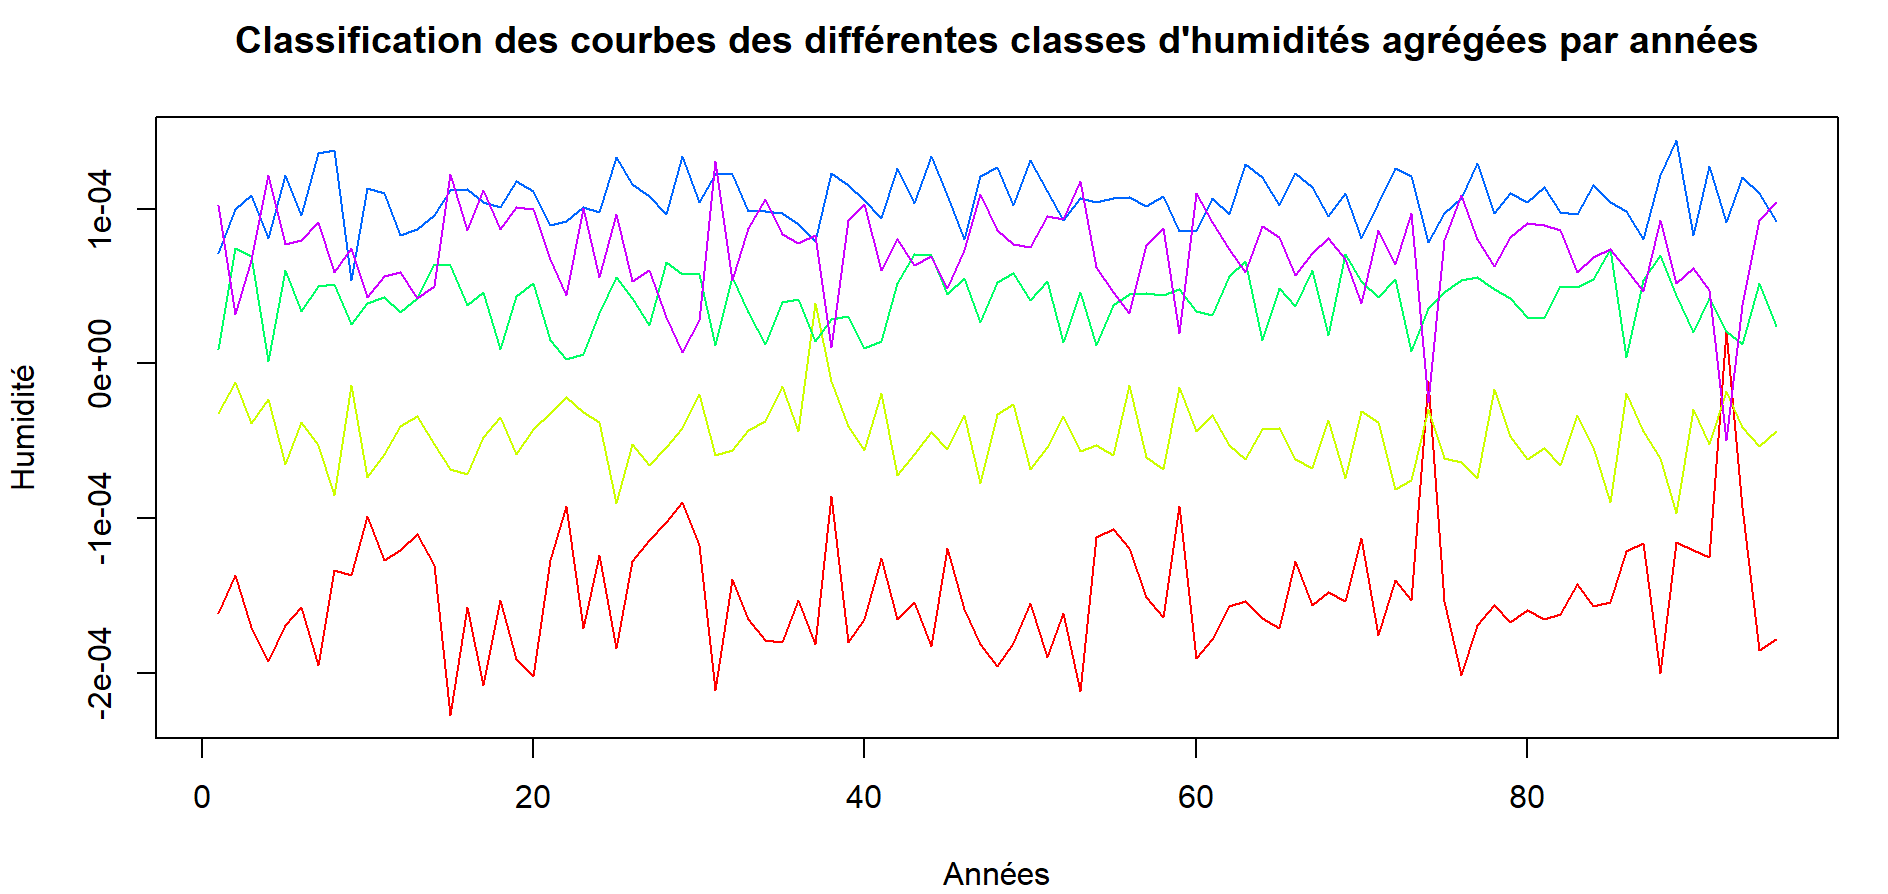 Classification des courbes des différentes classes d'humidités agrégées par années
Humidité
1e-04
0e+00
-1e-04
-2e-04
0 20 40 60 80
Années